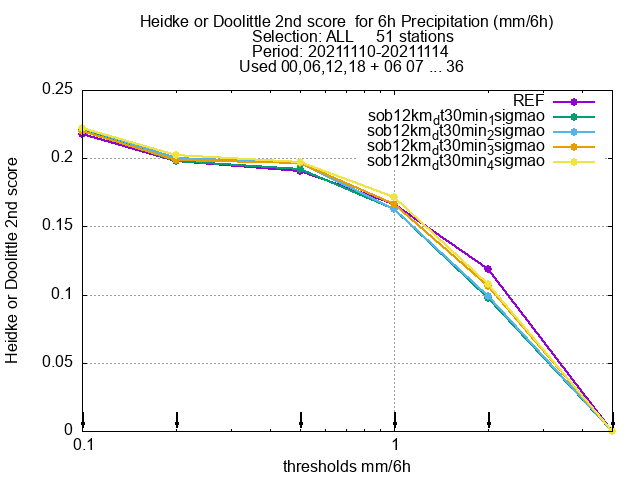 Heidke or Doolittle 2nd score  for 6h Precipitation (mm/6h)
Selection: ALL     51 stations
Period: 20211110-20211114
Used 00,06,12,18 + 06 07 ... 36
REF
sob12km_dt30min_1sigmao
sob12km_dt30min_2sigmao
sob12km_dt30min_3sigmao
sob12km_dt30min_4sigmao
Heidke or Doolittle 2nd score
0.25
0.2
0.15
0.1
0.05
0
0.1 1
thresholds mm/6h